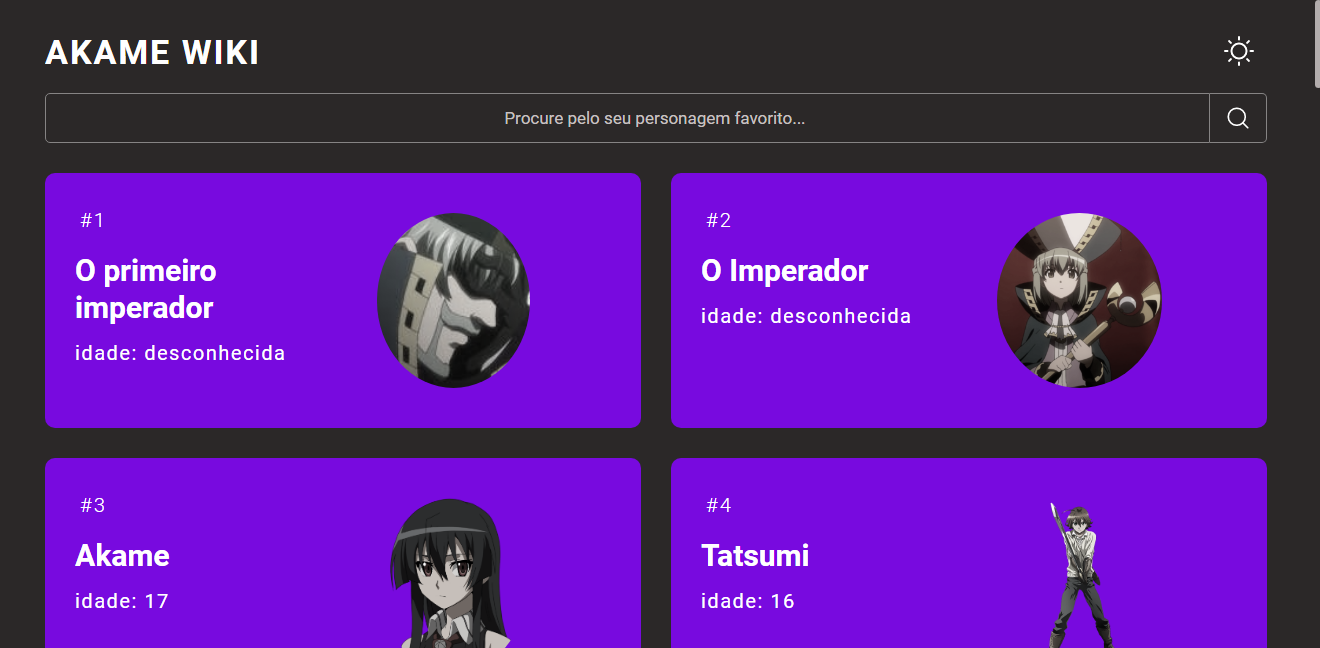 AKAME WIKI
Procure pelo seu personagem favorito...
#1
O primeiro
imperador
idade: desconhecida
#2
O Imperador
idade: desconhecida
#3
Akame
idade: 17
#4
Tatsumi
idade: 16